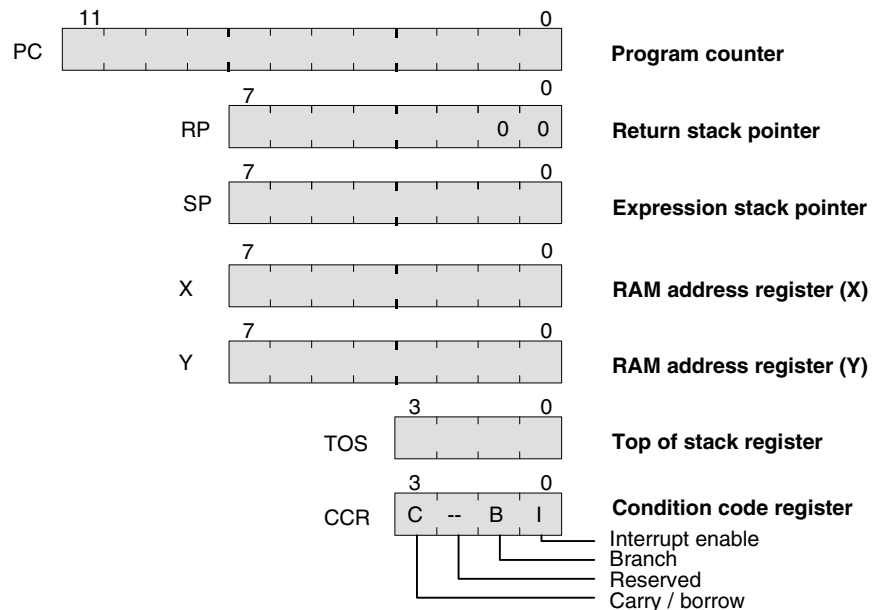 11 0
PC Program counter
7 0
RP 0 0 Return stack pointer
7 0
SP Expression stack pointer
7 0
X RAM address register (X)
7 0
Y RAM address register (Y)
3 0
TOS Top of stack register
3 0
CCR C -- B I Condition code register
Interrupt enable
Branch
Reserved
Carry / borrow